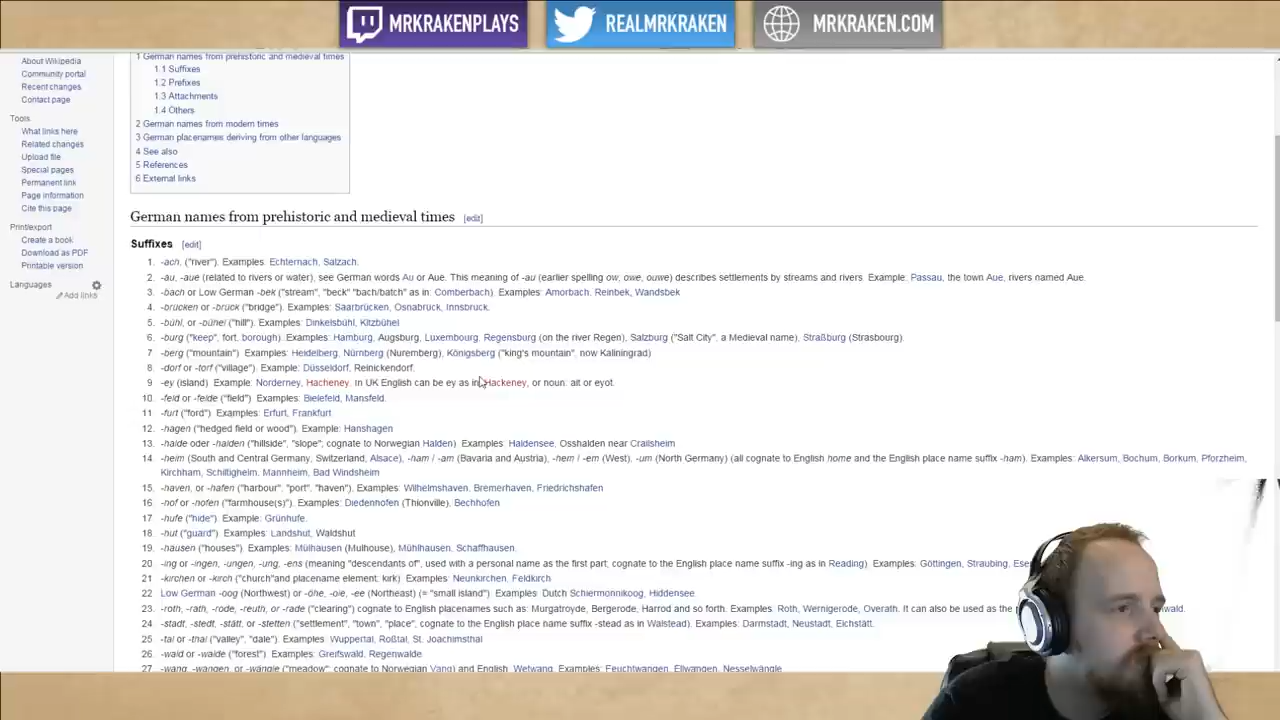 MRKRAKENPLAYS
REALMRKRAKEN
MRKRAKEN.COM
About Wikipedia
Community portal
Recent changes
Contact page
Tools
What links here
Related changes
Upload file
Special pages
Permanent link
Page information
Cite this page
Print/export
Create a book
Download as PDF
Printable version
Languages
Add links
1 German names from prehistoric and medieval times
1.1 Suffixes
1.2 Prefixes
1.3 Attachments
1.4 Others
2 German names from modern times
3 German placenames deriving from other languages
4 See also
5 References
6 External links
German names from prehistoric and medieval times [edit]
Suffixes [edit]
1. -ach. ("river"). Examples: Echternach, Salzach.
2. -au, -aue (related to rivers or water), see German words Au or Aue. This meaning of -au (earlier spelling ow, owe, ouwe) describes settlements by streams and rivers. Example: Passau, the town Aue, rivers named Aue.
3. -bach or Low German -bek ("stream", "beck" "bach/batch" as in: Comberbach). Examples: Amorbach, Reinbek, Wandsbek
4. -brücken or -brück ("bridge"). Examples: Saarbrücken, Osnabrück, Innsbruck.
5. -bühl, or -bühel ("hill"). Examples: Dinkelsbühl, Kitzbühel
6. -burg ("keep", fort, borough). Examples: Hamburg, Augsburg, Luxembourg, Regensburg (on the river Regen), Salzburg ("Salt City", a Medieval name), Straßburg (Strasbourg).
7 -berg ("mountain") Examples: Heidelberg, Nürnberg (Nuremberg), Königsberg ("king's mountain", now Kaliningrad)
8. -dorf or -torf ("village"). Example: Düsseldorf, Reinickendorf.
9 -ey (island) Example: Norderney, Hacheney. In UK English can be ey as in Hackeney, or noun. ait or eyot.
10. -feld or -felde ("field") Examples: Bielefeld, Mansfeld.
11. -furt ("ford"). Examples: Erfurt, Frankfurt
12. -hagen ("hedged field or wood"). Example: Hanshagen
13. -halde oder -halden ("hillside", "slope"; cognate to Norwegian Halden) Examples: Haldensee, Osshalden near Crailsheim
14. -heim (South and Central Germany, Switzerland, Alsace), -ham / -am (Bavaria and Austria), -hem / -em (West), -um (North Germany) (all cognate to English home and the English place name suffix -ham). Examples: Alkersum, Bochum, Borkum, Pforzheim,
Kirchham, Schiltigheim, Mannheim, Bad Windsheim
15. -haven, or -hafen ("harbour", "port", "haven"). Examples: Wilhelmshaven, Bremerhaven, Friedrichshafen
16. -hof or -hofen ("farmhouse(s)"). Examples: Diedenhofen (Thionville), Bechhofen
17. -hufe ("hide") Example: Grünhufe.
18. -hut ("guard") Examples: Landshut, Waldshut
19. -hausen ("houses"). Examples: Mülhausen (Mulhouse), Mühlhausen, Schaffhausen.
20. -ing or -ingen, -ungen, -ung, -ens (meaning "descendants of", used with a personal name as the first part; cognate to the English place name suffix -ing as in Reading). Examples: Göttingen, Straubing,
21. -kirchen or -kirch ("church"and placename element: kirk) Examples: Neunkirchen, Feldkirch
22 Low German -oog (Northwest) or -öhe, -oie, -ee (Northeast) (= "small island") Examples: Dutch Schiermonnikoog, Hiddensee
23. -roth, -rath, -rode, -reuth, or -rade ("clearing") cognate to English placenames such as: Murgatroyde, Bergerode, Harrod and so forth. Examples. Roth, Wernigerode, Overath. It can also be used as the
24. -stadt, -stedt, -stätt, or -stetten ("settlement", "town", "place", cognate to the English place name suffix -stead as in Walstead). Examples: Darmstadt, Neustadt, Eichstätt.
25. -tal or -thal ("valley", "dale") Examples Wuppertal, Roßtal, St. Joachimsthal
26. -wald or -walde ("forest") Examples: Greifswald, Regenwalde
27. -wang, -wangen, or -wängle ("meadow", cognate to Norwegian Vang) and English, Wetwang. Examples: Feuchtwangen, Ellwangen, Nesselwängle